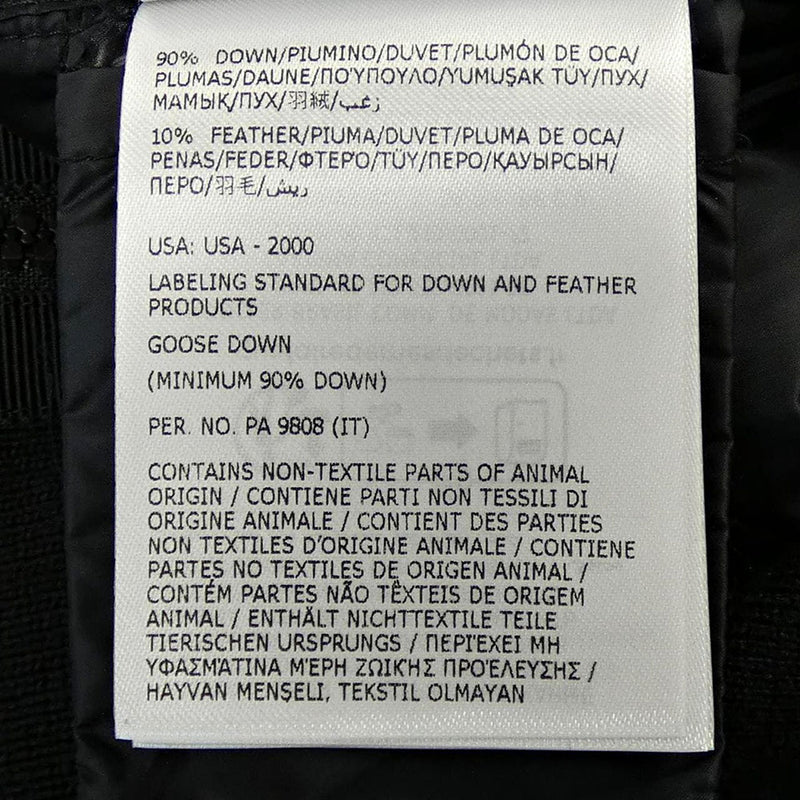 90% DOWN/PIUMINO/DUVET/PLUMÓN DE OCA/
PLUMAS/DAUNE/ΠΟΎΠΟΥΛΟ/YUMUŞAK TÜY/ПУХ/
МАМЫҚ/ПУХ/羽絨/زغب
10% FEATHER/PIUMA/DUVET/PLUMA DE OCA/
PENAS/FEDER/ΦΤΕΡΌ/TÜY/ПЕРО/ҚАУЫРСЫН/
ПЕРО/羽毛/ريش
USA: USA - 2000
LABELING STANDARD FOR DOWN AND FEATHER
PRODUCTS
GOOSE DOWN
(MINIMUM 90% DOWN)
PER. NO. PA 9808 (IT)
CONTAINS NON-TEXTILE PARTS OF ANIMAL
ORIGIN / CONTIENE PARTI NON TESSILI DI
ORIGINE ANIMALE / CONTIENT DES PARTIES
NON TEXTILES D'ORIGINE ANIMALE / CONTIENE
PARTES NO TEXTILES DE ORIGEN ANIMAL /
CONTÉM PARTES NÃO TÊXTEIS DE ORIGEM
ANIMAL / ENTHÄLT NICHTTEXTILE TEILE
TIERISCHEN URSPRUNGS / ΠΕΡΙΈΧΕΙ ΜΗ
ΥΦΑΣΜΆΤΙΝΑ ΜΈΡΗ ΖΩΙΚΉΣ ΠΡΟΈΛΕΥΣΗΣ /
HAYVAN MENŞELİ, TEKSTİL OLMAYAN